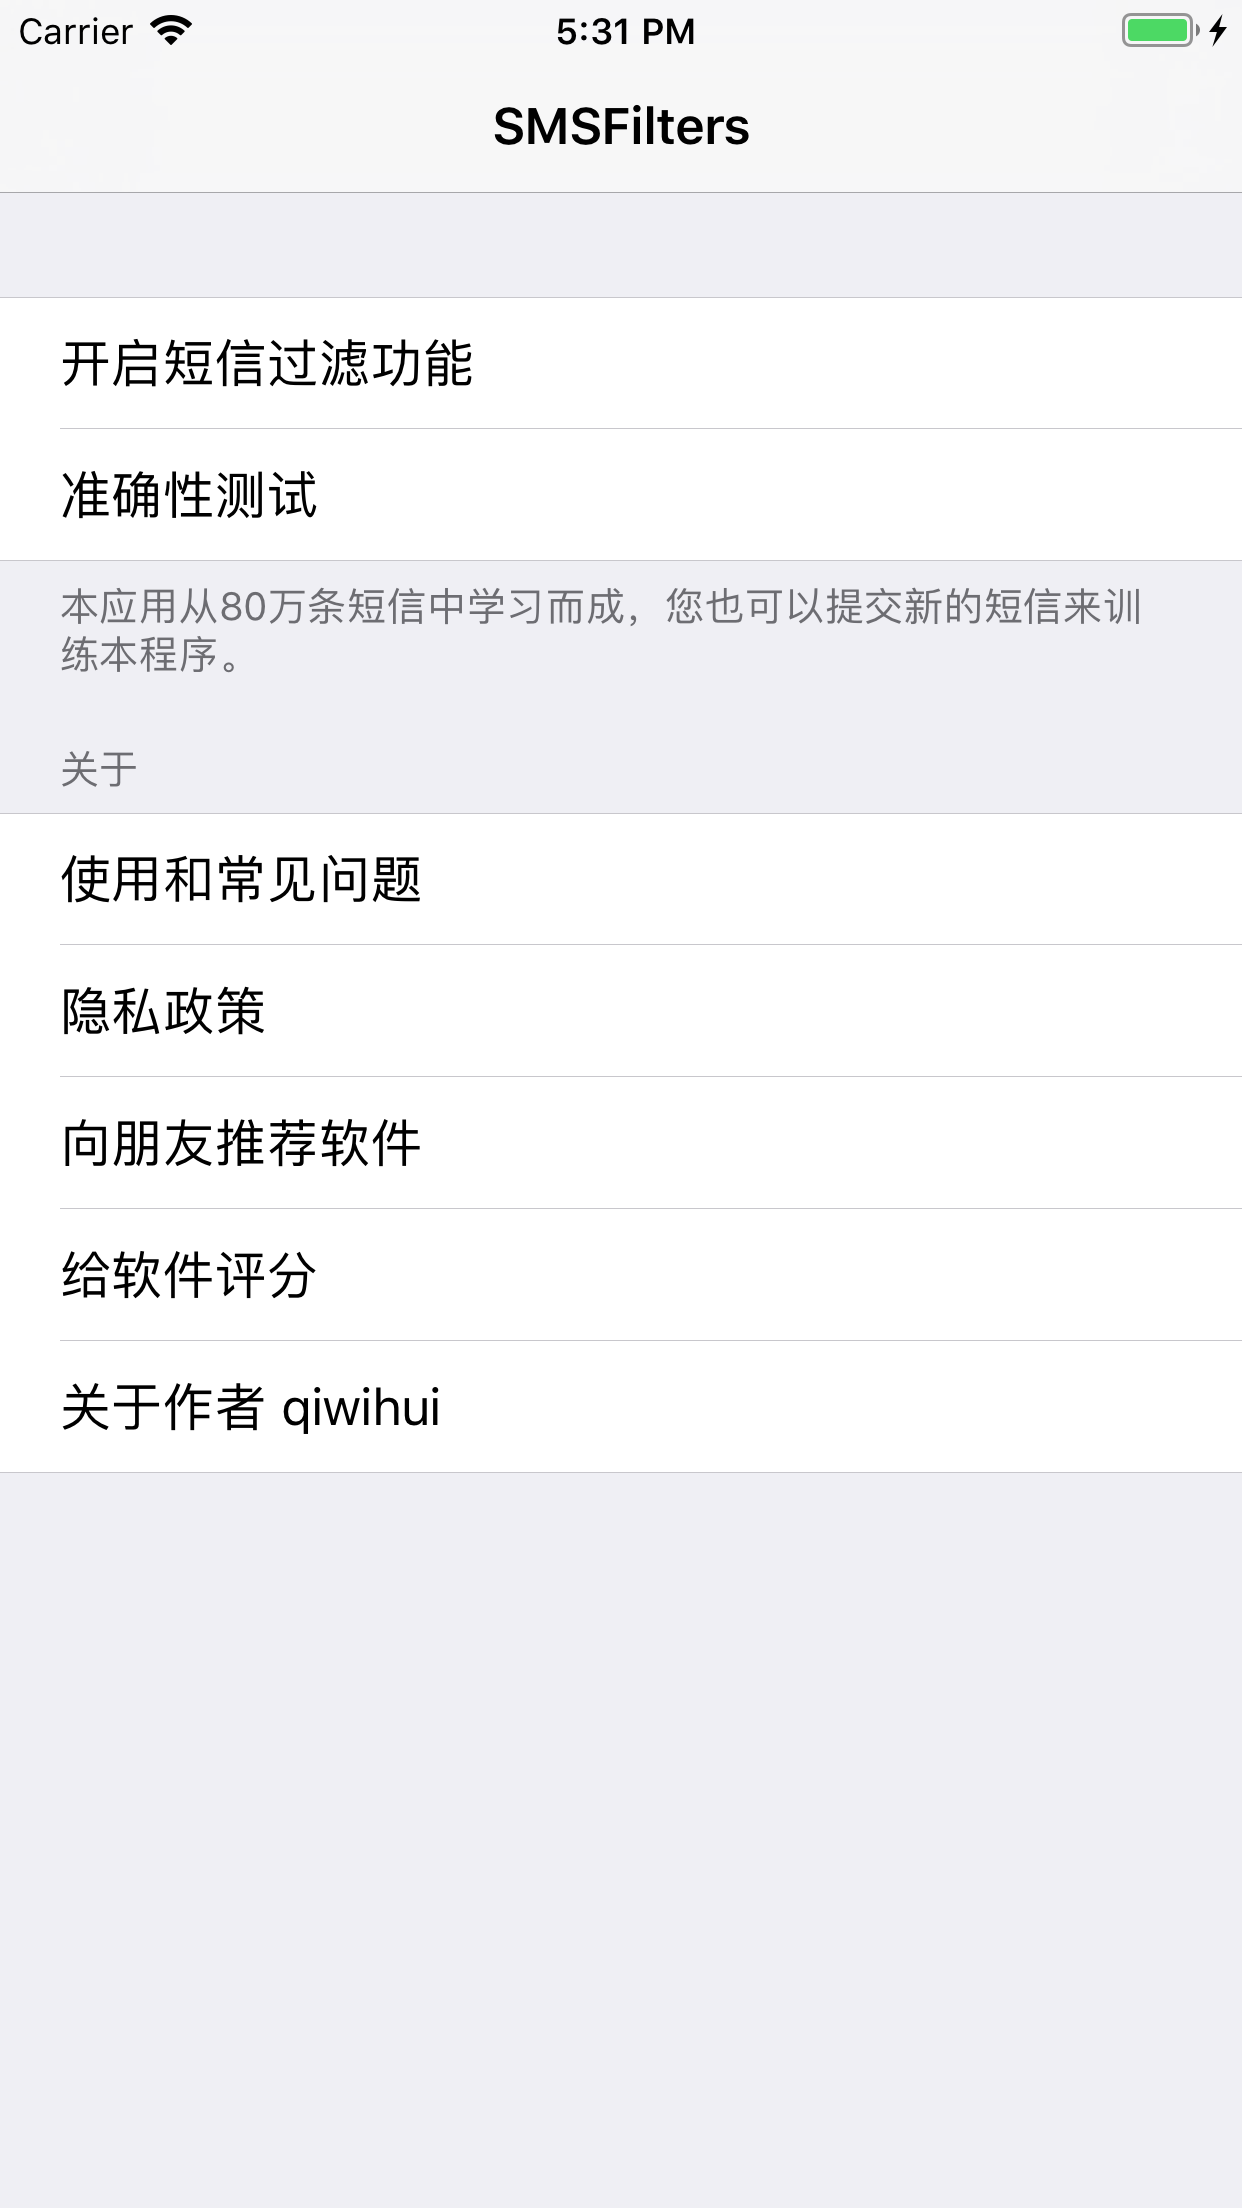 Carrier 5:31 PM
SMSFilters
开启短信过滤功能
准确性测试
本应用从80万条短信中学习而成，您也可以提交新的短信来训
练本程序。
关于
使用和常见问题
隐私政策
向朋友推荐软件
给软件评分
关于作者 qiwihui